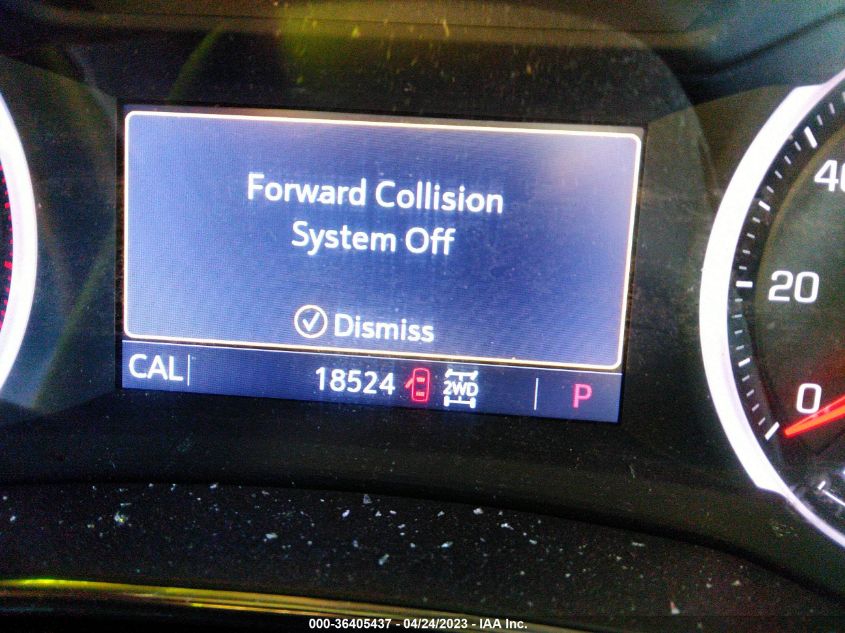 Forward Collision
System Off
Dismiss
CAL 18524 2WD P
40
20
0
000-36405437 - 04/24/2023 - IAA Inc.